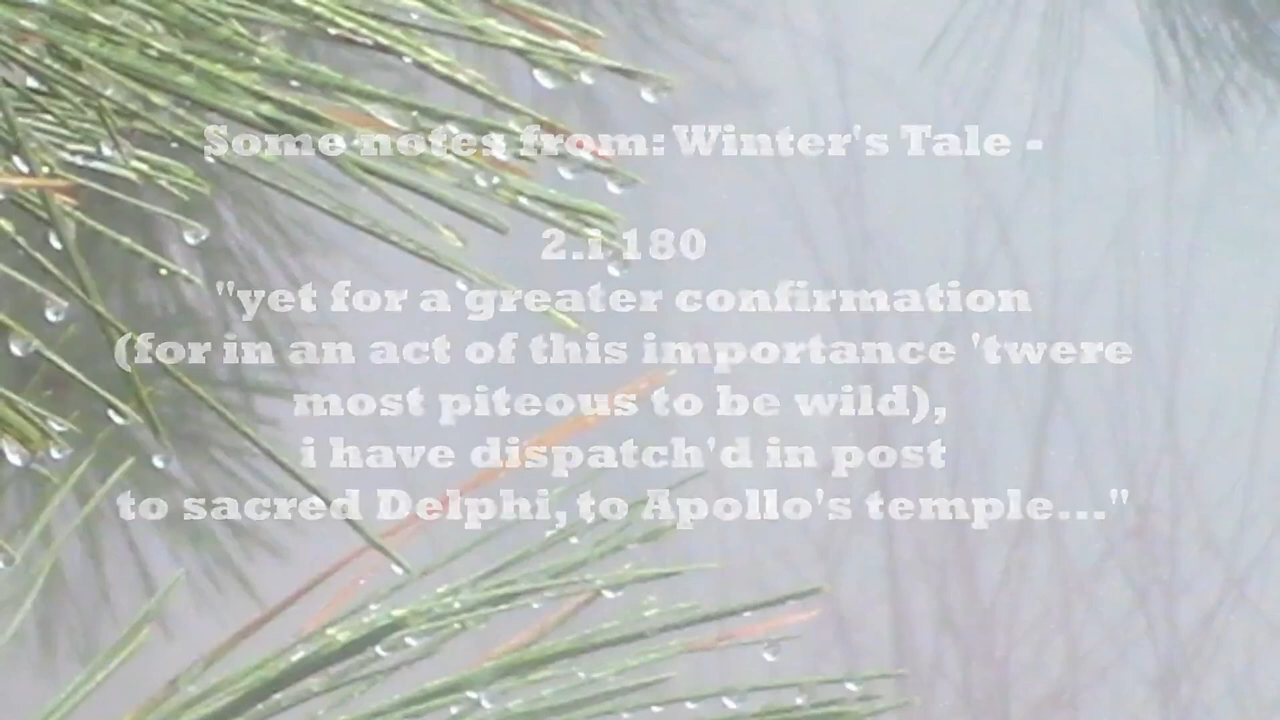 Some notes from: Winter's Tale -
2.i 180
"yet for a greater confirmation
(for in an act of this importance 'twere
most piteous to be wild),
i have dispatch'd in post
to sacred Delphi, to Apollo's temple..."